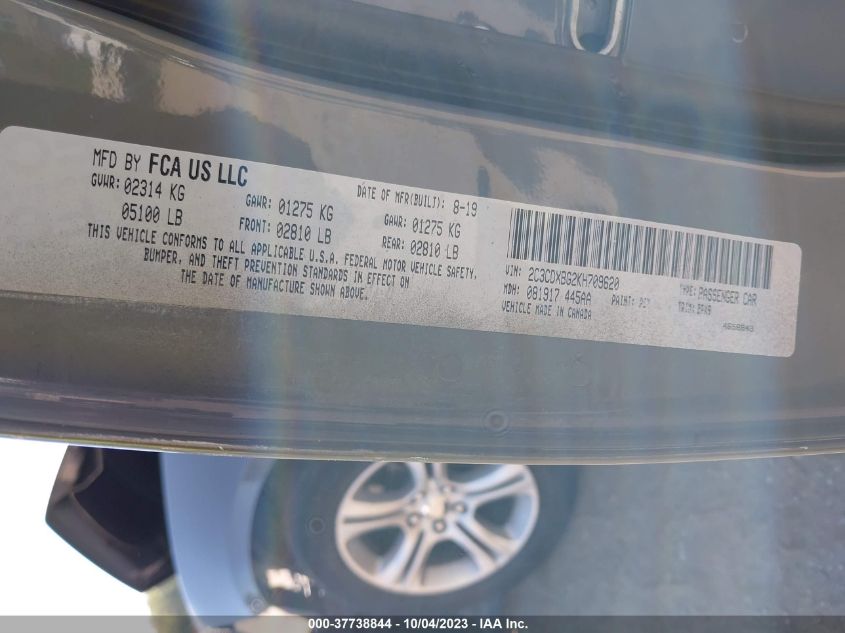 MFD BY FCA US LLC
GVWR: 02314 KG
05100 LB
GAWR: 01275 KG
FRONT: 02810 LB
DATE OF MFR(BUILT): 8-19
GAWR: 01275 KG
REAR: 02810 LB
THIS VEHICLE CONFORMS TO ALL APPLICABLE U.S.A. FEDERAL MOTOR VEHICLE SAFETY,
BUMPER, AND THEFT PREVENTION STANDARDS IN EFFECT ON
THE DATE OF MANUFACTURE SHOWN ABOVE.
VIN: 2C3CDXBG2KH709620
MDH: 081917 445AA
PAINT:
VEHICLE MADE IN CANADA
TYPE: PASSENGER CAR
TRIM:
000-37738844 - 10/04/2023 - IAA Inc.